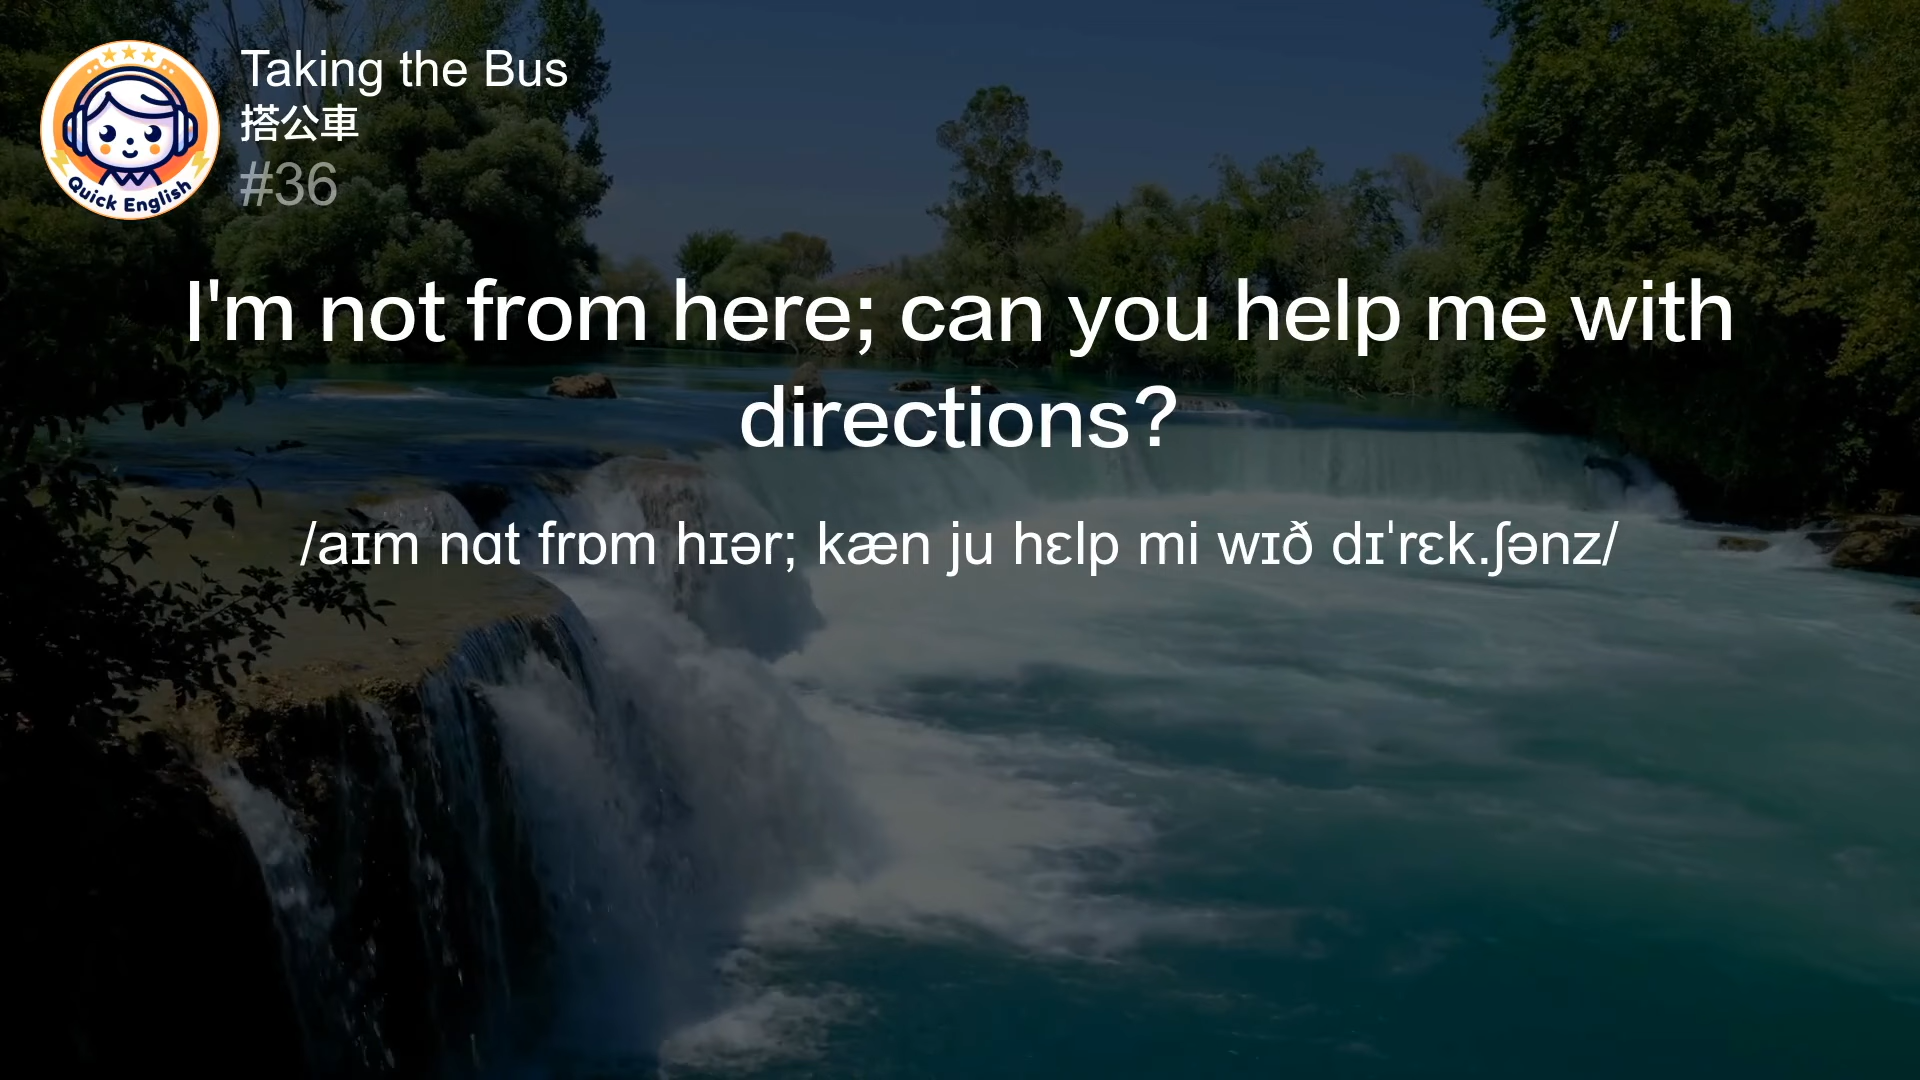 Quick English
Taking the Bus
搭公車
#36
I'm not from here; can you help me with
directions?
/aɪm nɑt frɒm hɪər; kæn ju hɛlp mi wɪð dɪˈrɛk.ʃənz/